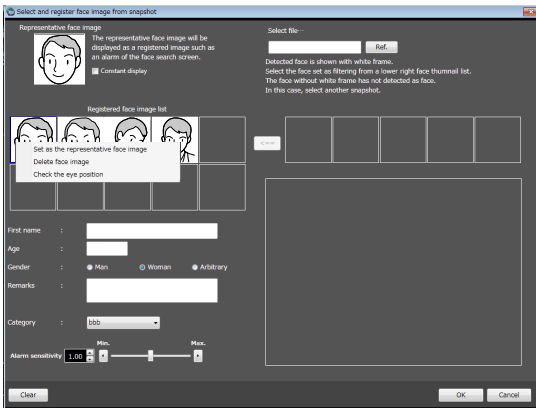 Select and register face image from snapshot
Representative face image
The representative face image will be
displayed as a registered image such as
an alarm of the face search screen.
Constant display
Select file
Ref.
Detected face is shown with white frame.
Select the face set as filtering from a lower right face thumnail list.
The face without white frame has not detected as face.
In this case, select another snapshot.
Registered face image list
<==
Set as the representative face image
Delete face image
Check the eye position
First name :
Age :
Gender : Man Woman Arbitrary
Remarks :
Category : bbb
Min. Max.
Alarm sensitivity 1.00
Clear OK Cancel